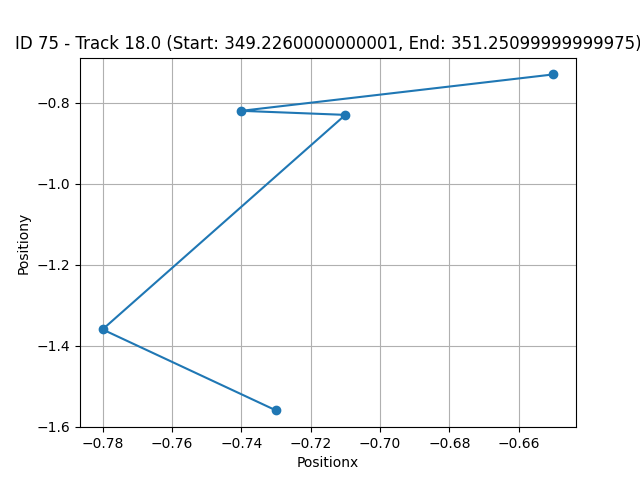 ID 75 - Track 18.0 (Start: 349.2260000000001, End: 351.25099999999975)
−0.8
−1.0
−1.2
−1.4
−1.6
Positiony
−0.78 −0.76 −0.74 −0.72 −0.70 −0.68 −0.66
Positionx